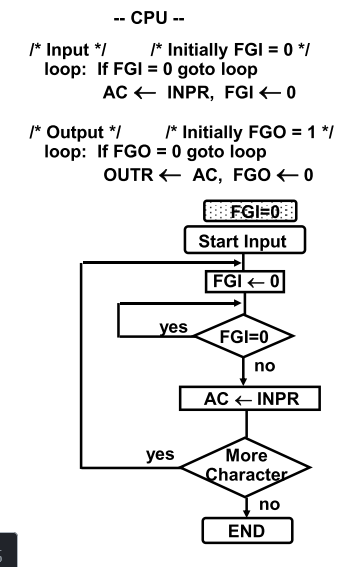 -- CPU --
/* Input */ /* Initially FGI = 0 */
loop: If FGI = 0 goto loop
AC ← INPR, FGI ← 0
/* Output */ /* Initially FGO = 1 */
loop: If FGO = 0 goto loop
OUTR ← AC, FGO ← 0
FGI=0
Start Input
FGI ← 0
yes
FGI=0
no
AC ← INPR
yes
More
Character
no
END